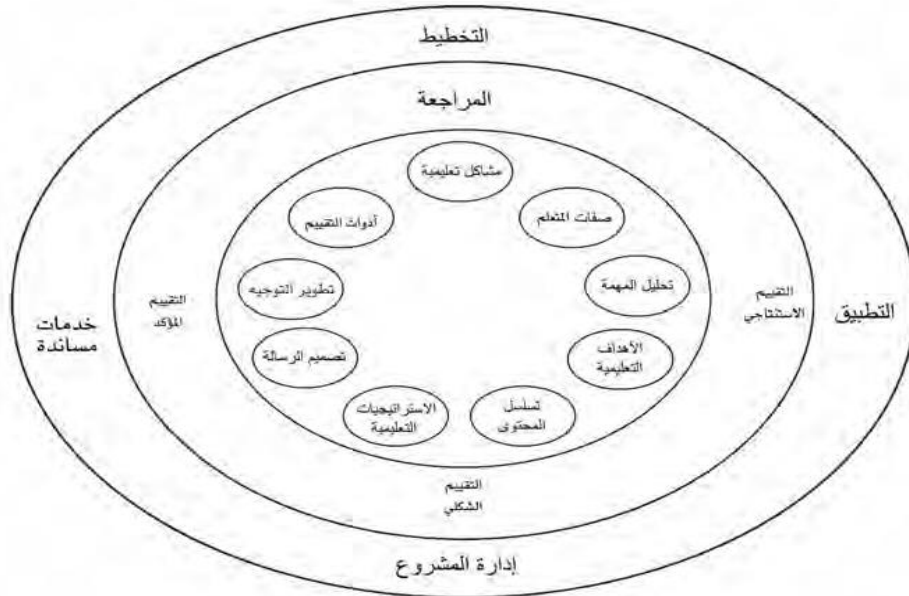 التخطيط
المراجعة
مشاكل تعليمية
صفات المتعلم
أدوات التقييم
تحليل المهمة
تطوير التوجيه
التقييم
الاستنتاجي
التقييم
المؤكد
التطبيق
خدمات
مساندة
الأهداف
التعليمية
تصميم الرسالة
تسلسل
المحتوى
الاستراتيجيات
التعليمية
التقييم
الشكلي
إدارة المشروع